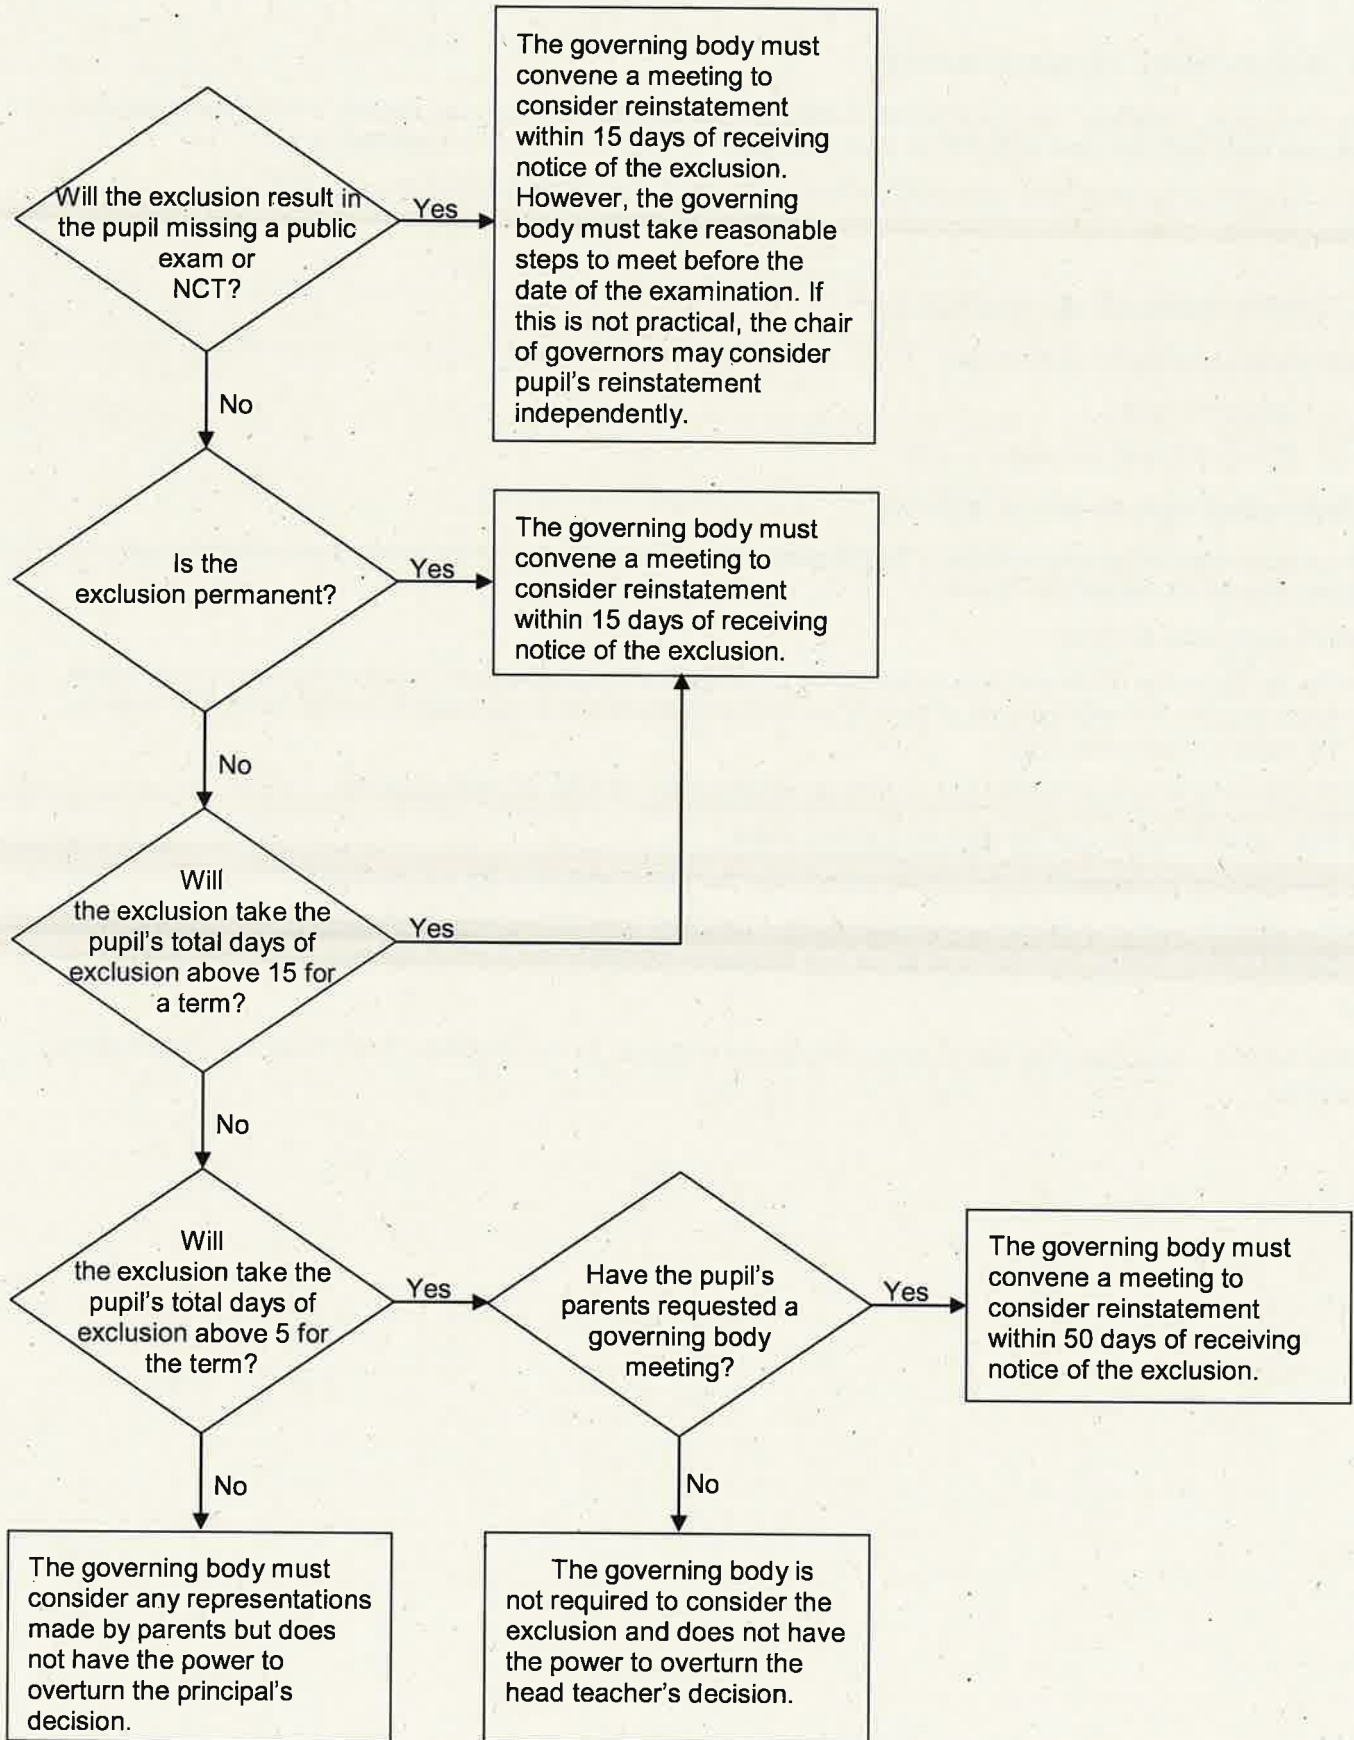 Will the exclusion result in
the pupil missing a public
exam or
NCT?
Yes
The governing body must
convene a meeting to
consider reinstatement
within 15 days of receiving
notice of the exclusion.
However, the governing
body must take reasonable
steps to meet before the
date of the examination. If
this is not practical, the chair
of governors may consider
pupil's reinstatement
independently.
No
Is the
exclusion permanent?
Yes
The governing body must
convene a meeting to
consider reinstatement
within 15 days of receiving
notice of the exclusion.
No
Will
the exclusion take the
pupil's total days of
exclusion above 15 for
a term?
Yes
No
Will
the exclusion take the
pupil's total days of
exclusion above 5 for
the term?
Yes
Have the pupil's
parents requested a
governing body
meeting?
Yes
The governing body must
convene a meeting to
consider reinstatement
within 50 days of receiving
notice of the exclusion.
No
The governing body must
consider any representations
made by parents but does
not have the power to
overturn the principal's
decision.
No
The governing body is
not required to consider the
exclusion and does not have
the power to overturn the
head teacher's decision.